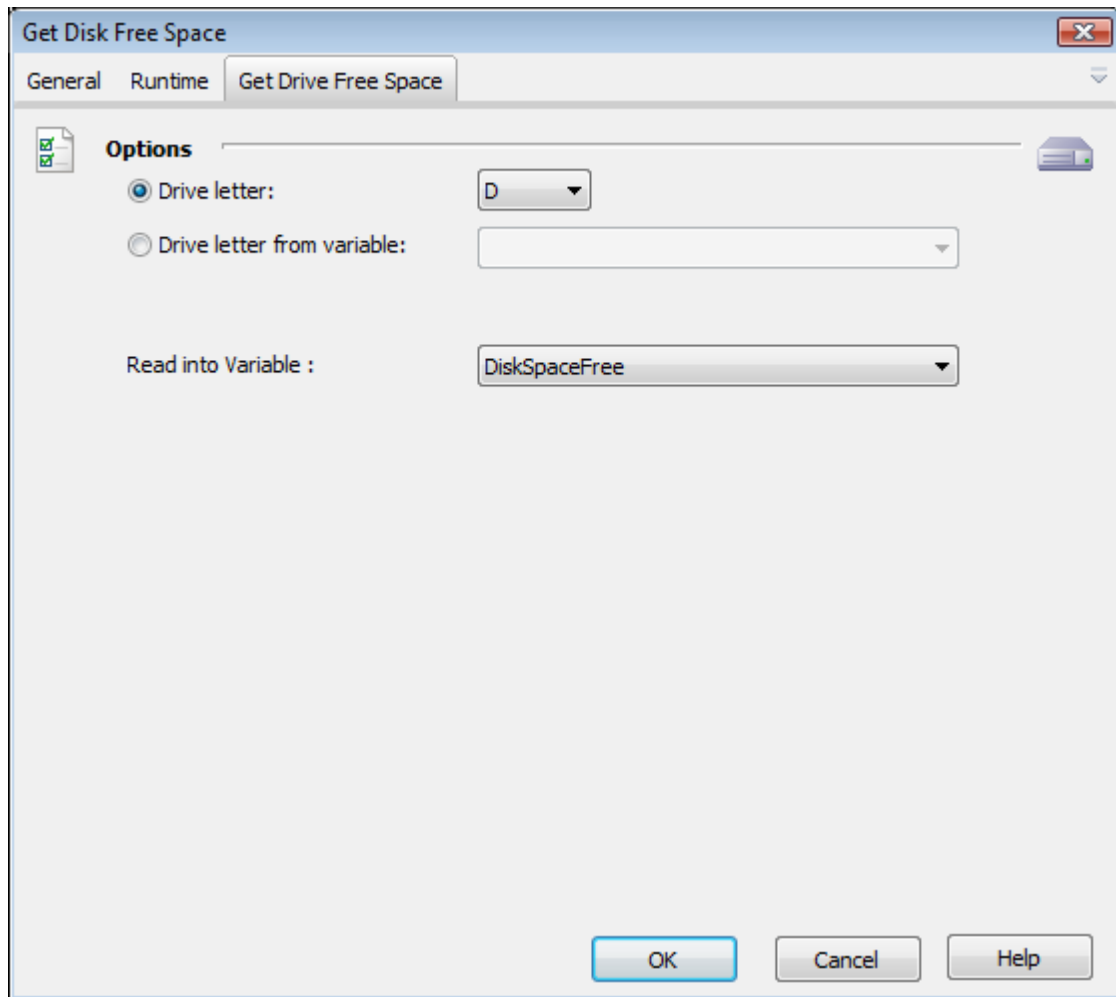 Get Disk Free Space
General Runtime Get Drive Free Space
Options
Drive letter: D
Drive letter from variable:
Read into Variable : DiskSpaceFree
OK Cancel Help